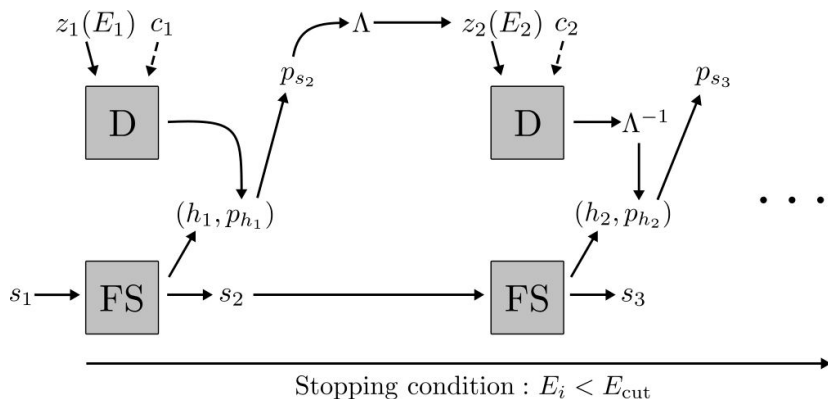 z₁(E₁) c₁ Λ z₂(E₂) c₂
p_{s₂} p_{s₃}
D D Λ⁻¹
(h₁, p_{h₁}) (h₂, p_{h₂}) . . .
s₁ FS s₂ FS s₃
Stopping condition : E_i < E_cut